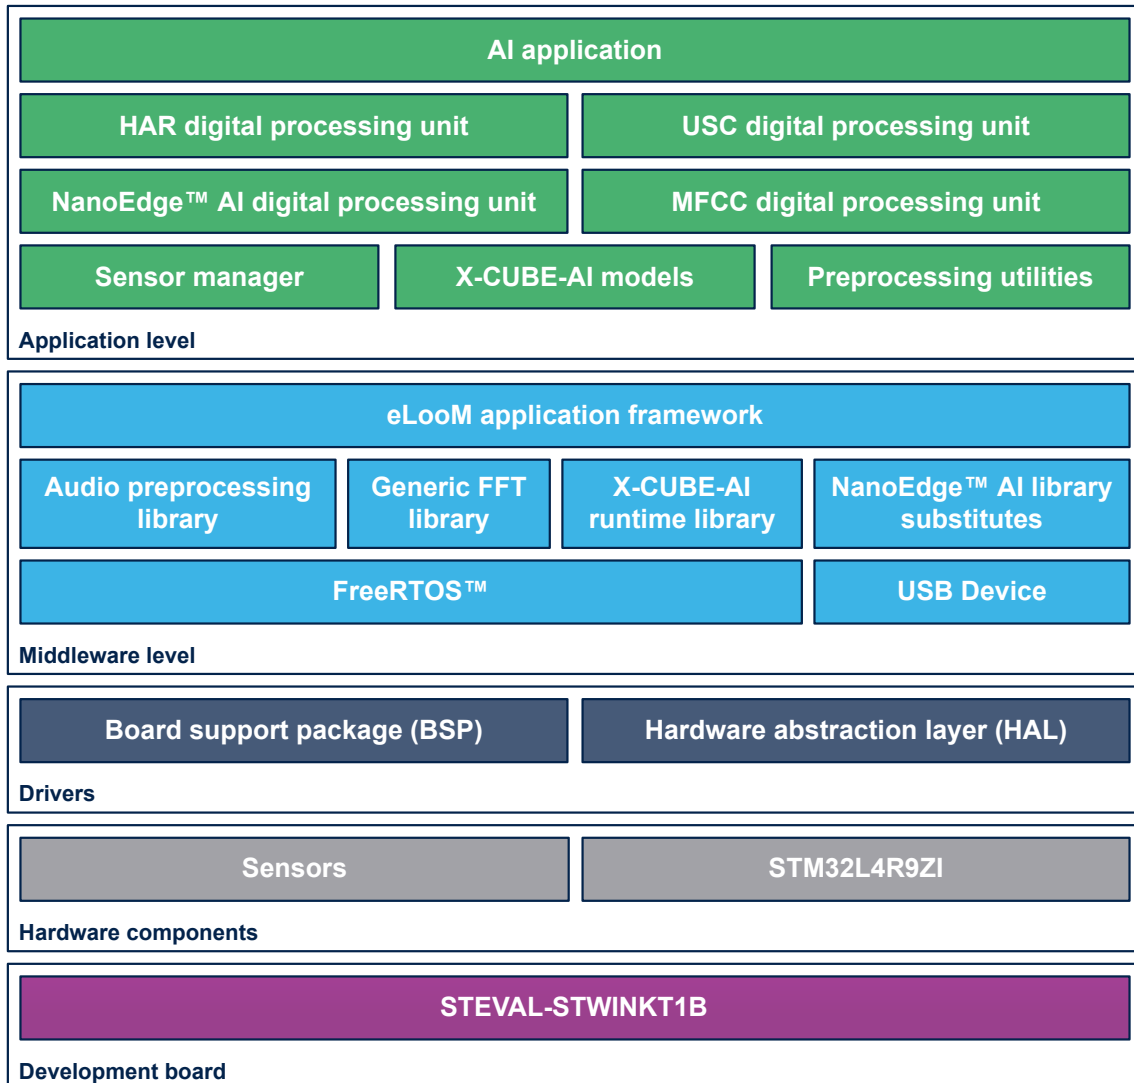 AI application
HAR digital processing unit
USC digital processing unit
NanoEdge™ AI digital processing unit
MFCC digital processing unit
Sensor manager
X-CUBE-AI models
Preprocessing utilities
Application level
eLooM application framework
Audio preprocessing
library
Generic FFT
library
X-CUBE-AI
runtime library
NanoEdge™ AI library
substitutes
FreeRTOS™
USB Device
Middleware level
Board support package (BSP)
Hardware abstraction layer (HAL)
Drivers
Sensors
STM32L4R9ZI
Hardware components
STEVAL-STWINKT1B
Development board